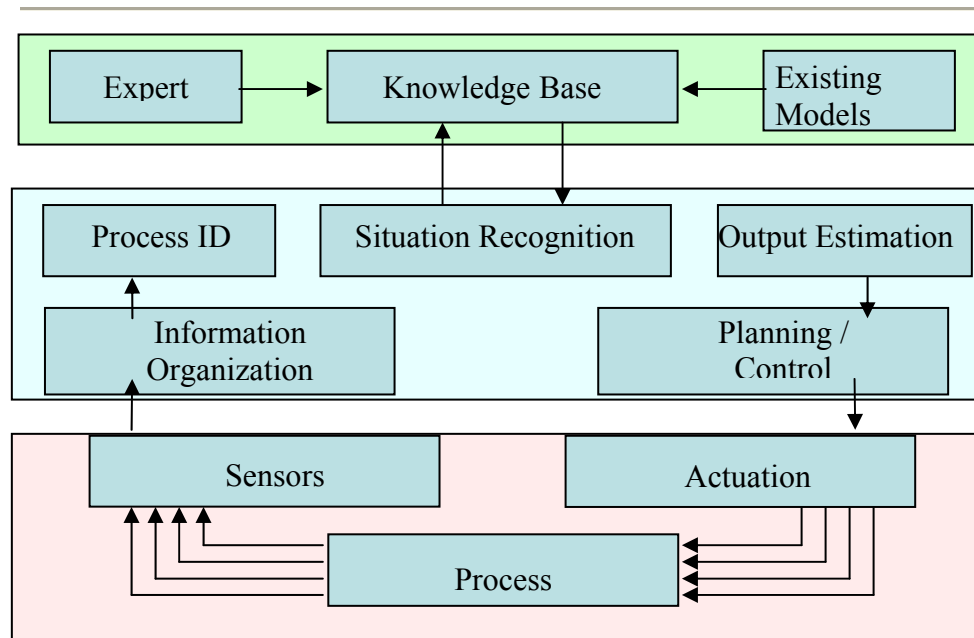 Expert
Knowledge Base
Existing
Models
Process ID
Situation Recognition
Output Estimation
Information
Organization
Planning /
Control
Sensors
Actuation
Process